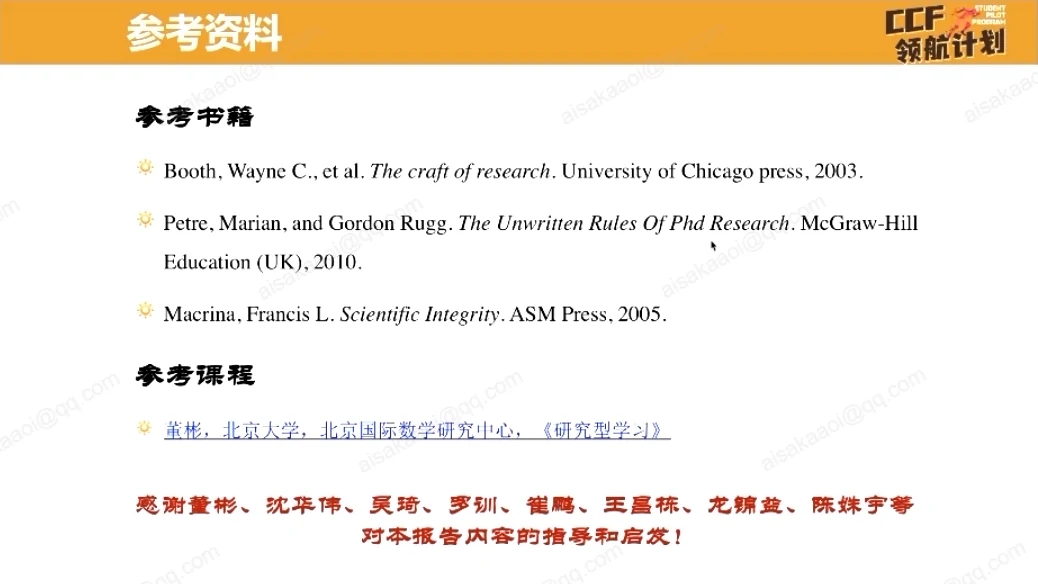 参考资料
CCF
STUDENT
PILOT
PROGRAM
领航计划
参考书籍
Booth, Wayne C., et al. The craft of research. University of Chicago press, 2003.
Petre, Marian, and Gordon Rugg. The Unwritten Rules Of Phd Research. McGraw-Hill
Education (UK), 2010.
Macrina, Francis L. Scientific Integrity. ASM Press, 2005.
参考课程
董彬，北京大学，北京国际数学研究中心，《研究型学习》
感谢董彬、沈华伟、吴琦、罗训、崔鹏、王昌栋、龙锦益、陈姝宇等
对本报告内容的指导和启发！
aisakaaoi@qq.com